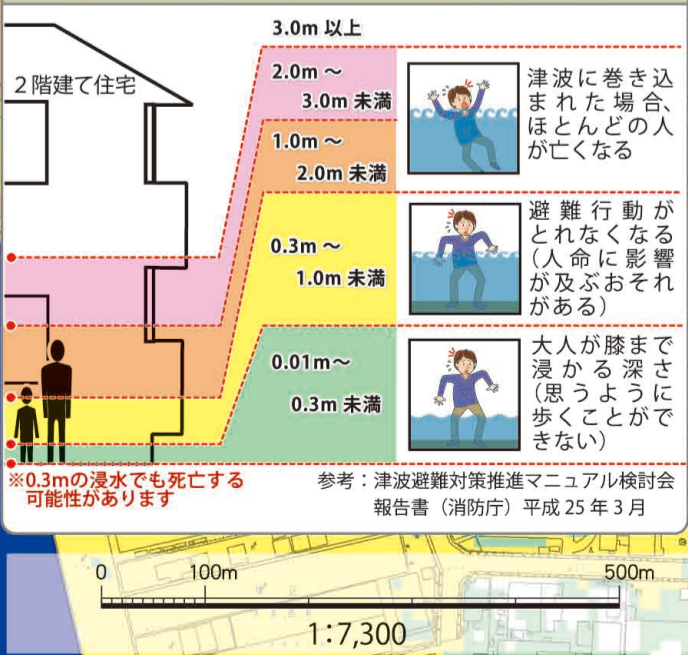 3.0m 以上
2階建て住宅
2.0m ～
3.0m 未満
1.0m ～
2.0m 未満
0.3m ～
1.0m 未満
0.01m～
0.3m 未満
津波に巻き込
まれた場合、
ほとんどの人
が亡くなる
避難行動が
とれなくなる
(人命に影響
が及ぶおそれ
がある)
大人が膝まで
浸かる深さ
(思うように
歩くことがで
きない)
※0.3mの浸水でも死亡する
可能性があります
参考：津波避難対策推進マニュアル検討会
報告書（消防庁）平成 25 年 3 月
0 100m 500m
1:7,300